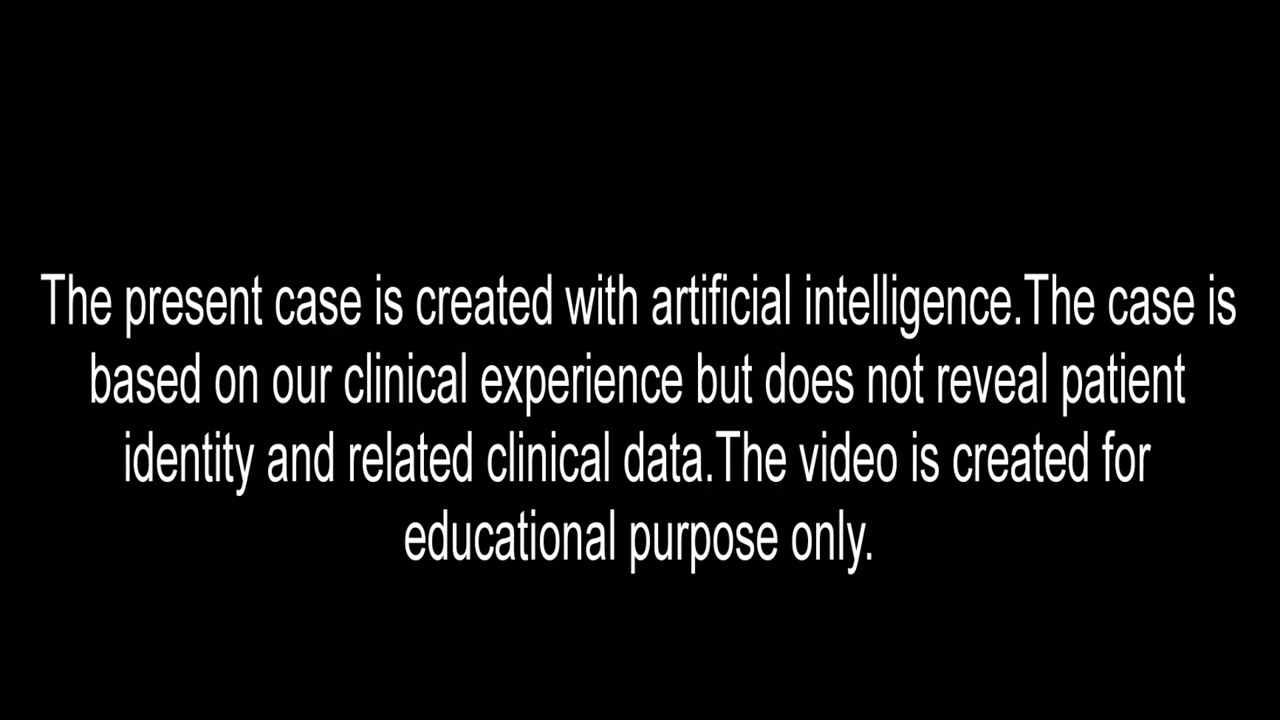 The present case is created with artificial intelligence.The case is
based on our clinical experience but does not reveal patient
identity and related clinical data.The video is created for
educational purpose only.